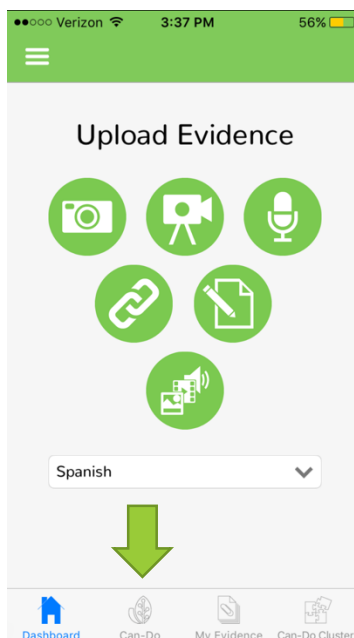 ●●○○○ Verizon 3:37 PM 56%
Upload Evidence
Spanish
Dashboard Can-Do My Evidence Can-Do Cluster